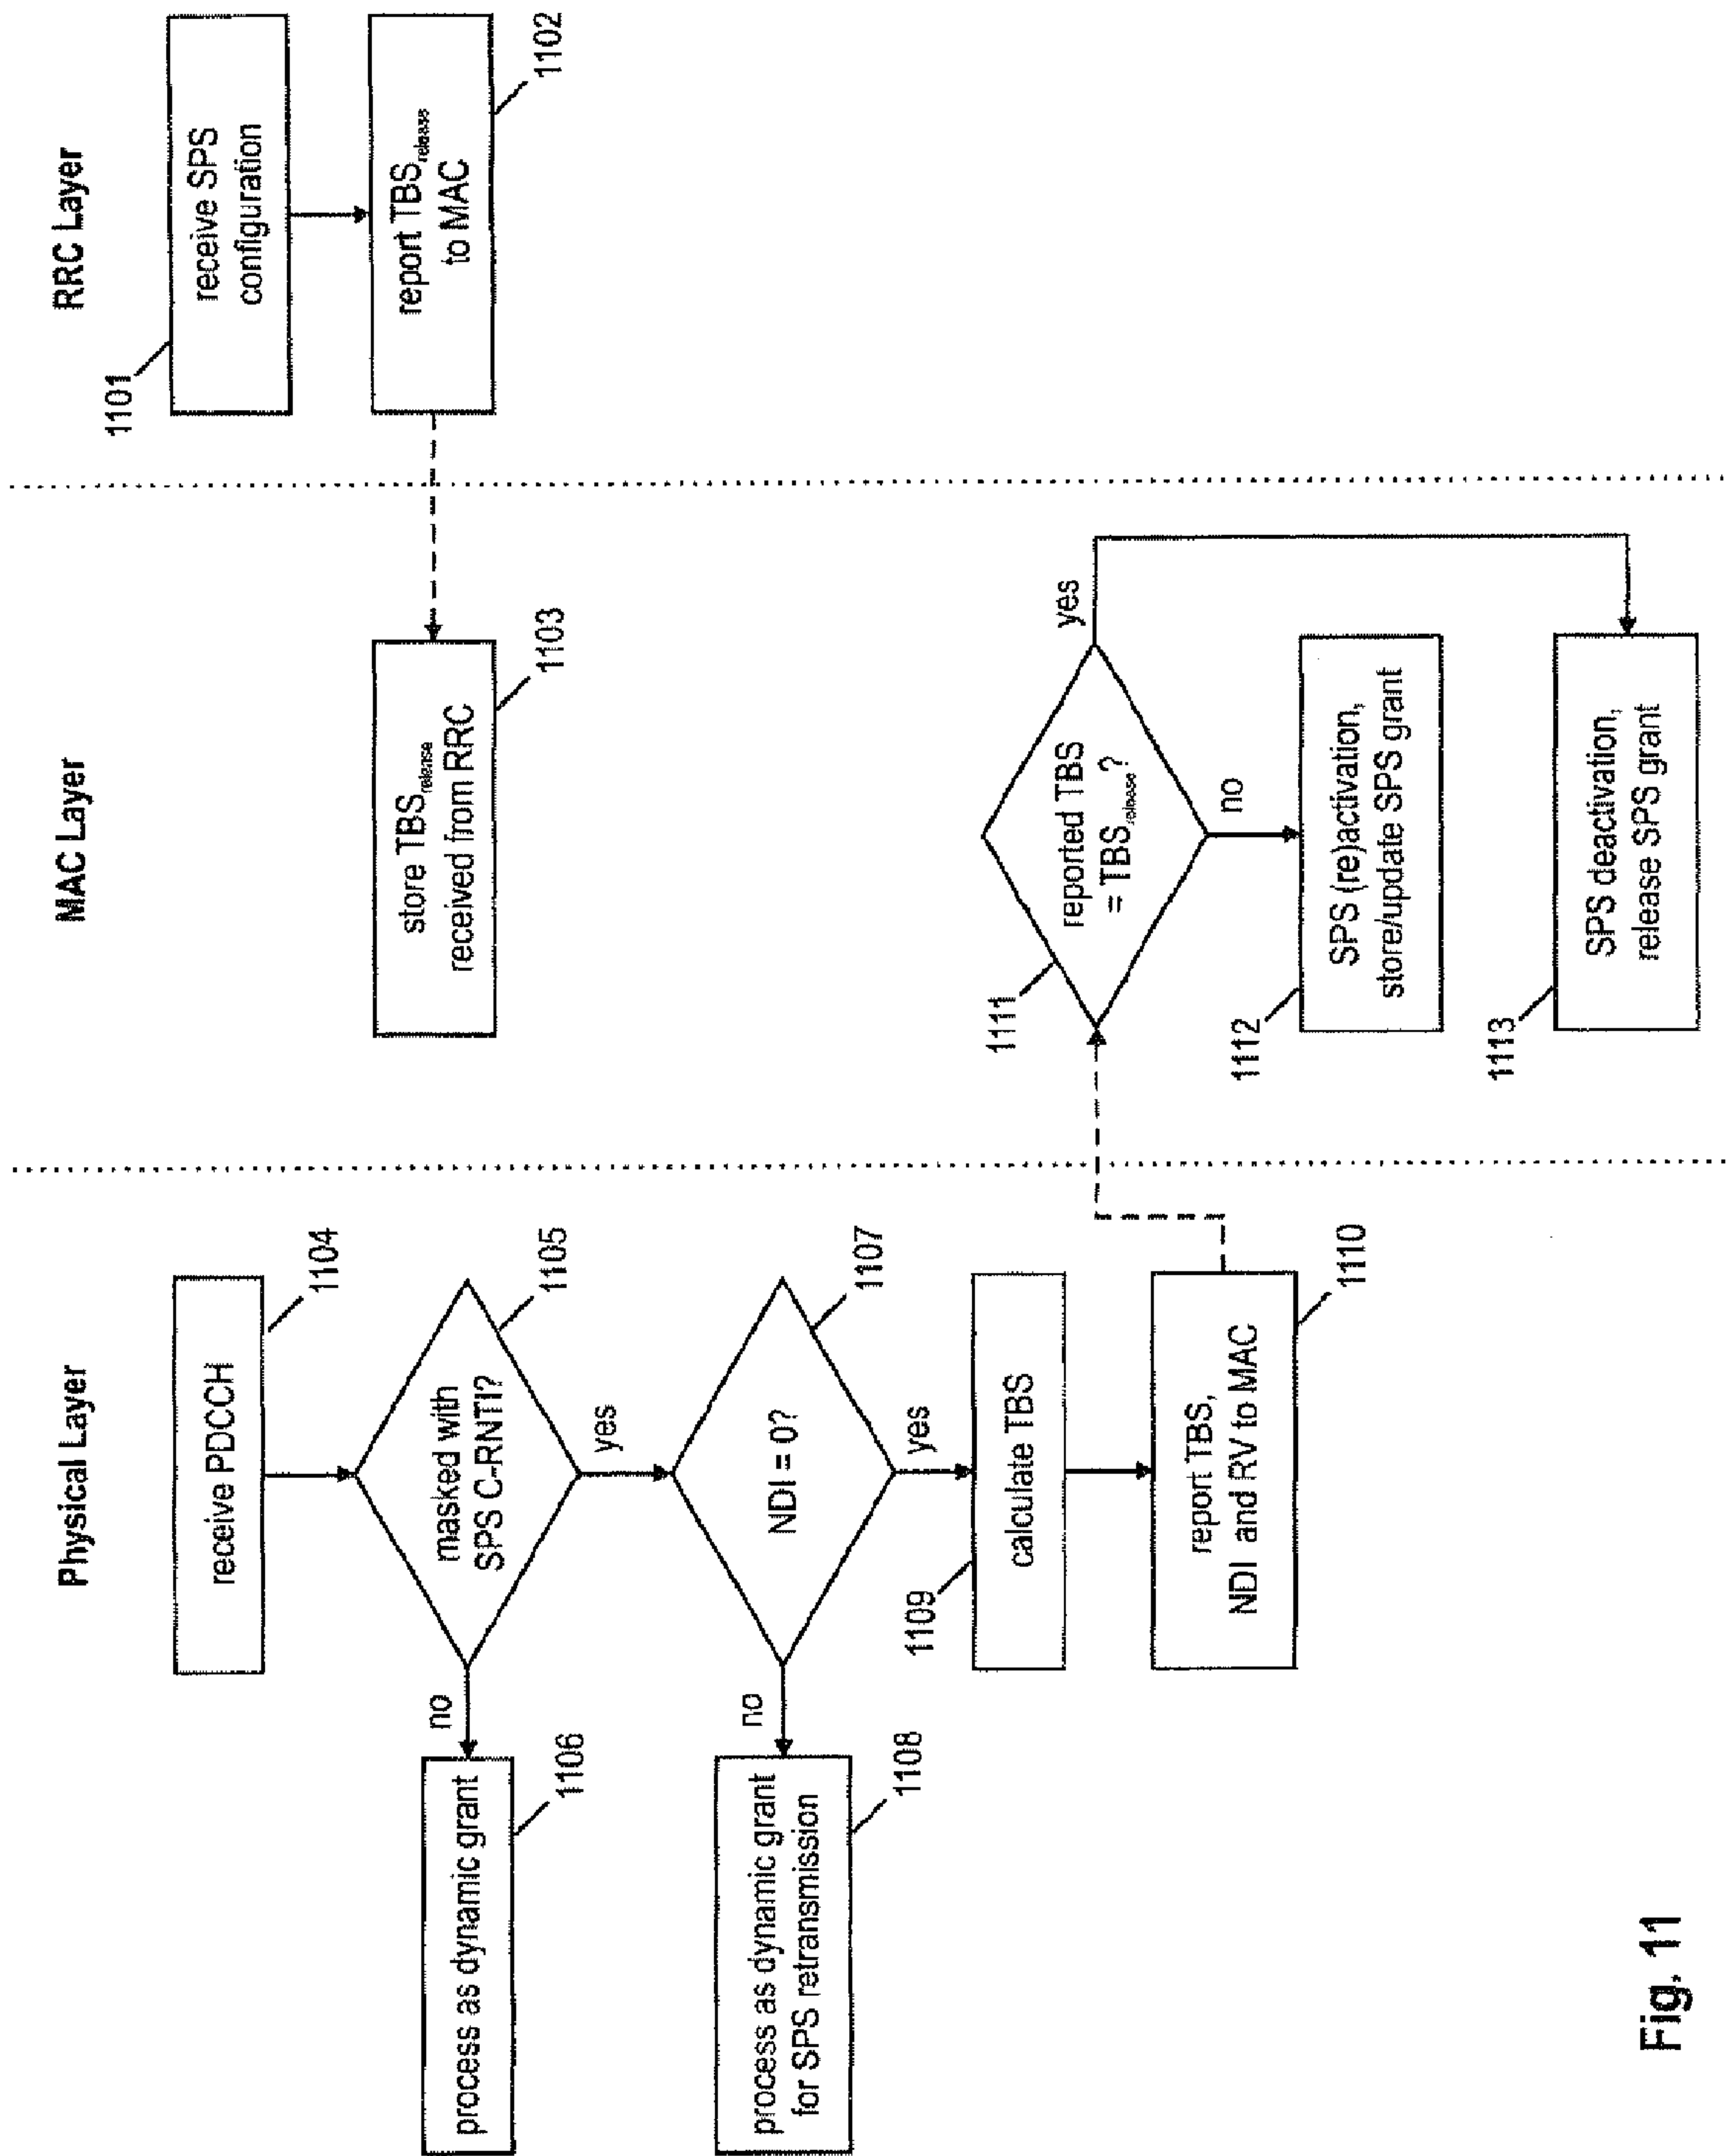 Physical Layer
MAC Layer
RRC Layer
receive PDCCH
1104
masked with
SPS C-RNTI?
1105
no
yes
process as dynamic grant
1106
NDI = 0?
1107
no
yes
process as dynamic grant
for SPS retransmission
1108
calculate TBS
1109
report TBS,
NDI and RV to MAC
1110
store TBSrelease
received from RRC
1103
reported TBS
= TBSrelease?
1111
yes
no
SPS (re)activation,
store/update SPS grant
1112
SPS deactivation,
release SPS grant
1113
1101
receive SPS
configuration
report TBSrelease
to MAC
1102
Fig. 11